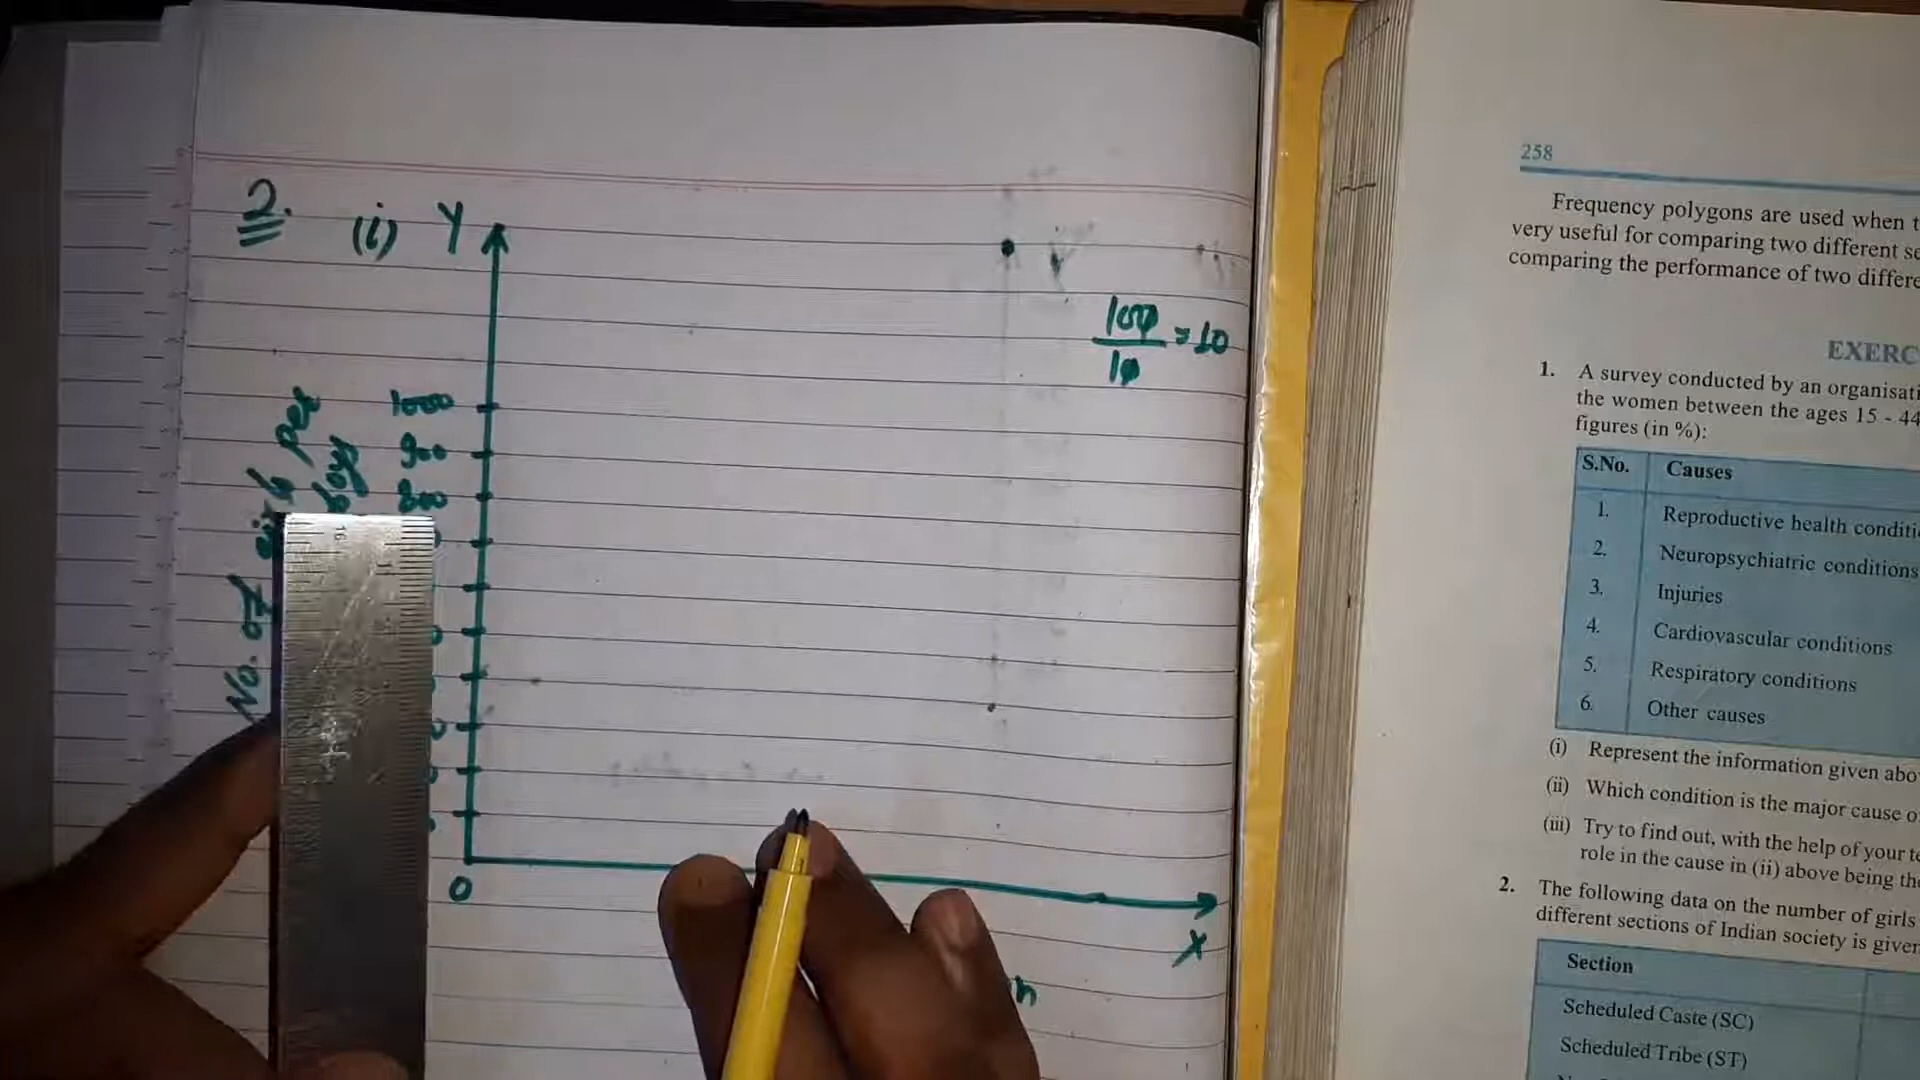 2. (i) Y
100/10 = 10
1000
900
800
No. of girls per
boys
0
X
n
258
Frequency polygons are used when t
very useful for comparing two different se
comparing the performance of two differe
EXERC
1. A survey conducted by an organisati
the women between the ages 15 - 44
figures (in %):
S.No. Causes
1. Reproductive health conditi
2. Neuropsychiatric conditions
3. Injuries
4. Cardiovascular conditions
5. Respiratory conditions
6. Other causes
(i) Represent the information given abo
(ii) Which condition is the major cause o
(iii) Try to find out, with the help of your te
role in the cause in (ii) above being the
2. The following data on the number of girls
different sections of Indian society is given
Section
Scheduled Caste (SC)
Scheduled Tribe (ST)